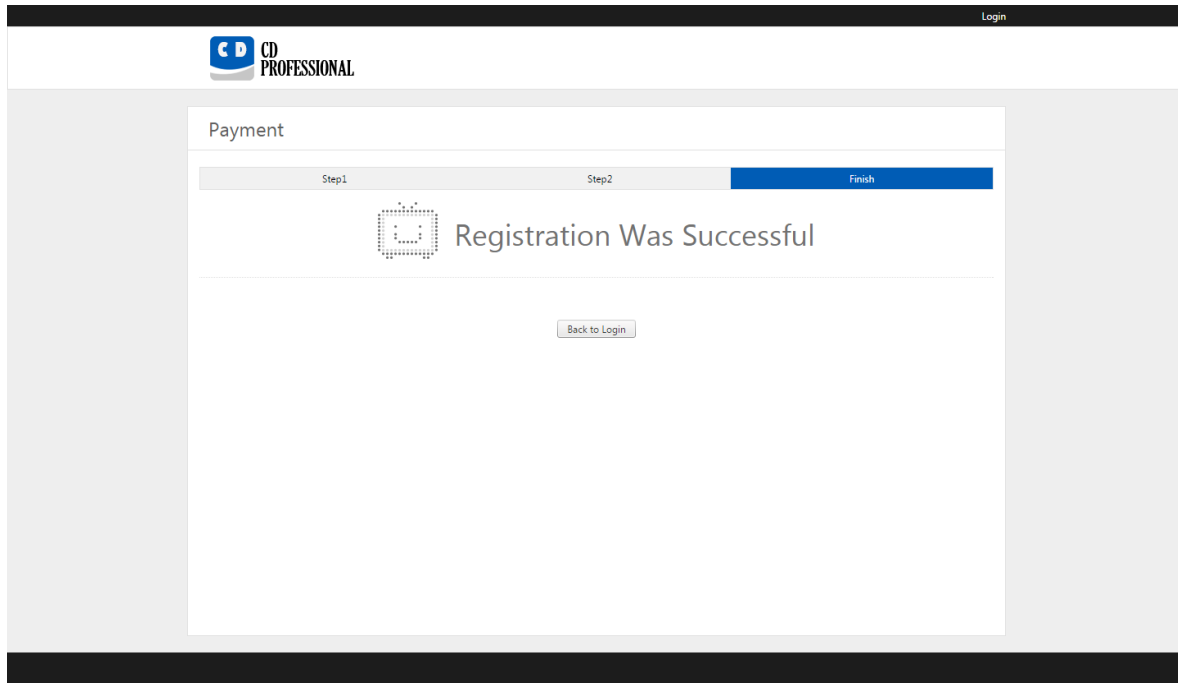 Login
C D
CD
PROFESSIONAL
Payment
Step1
Step2
Finish
Registration Was Successful
Back to Login